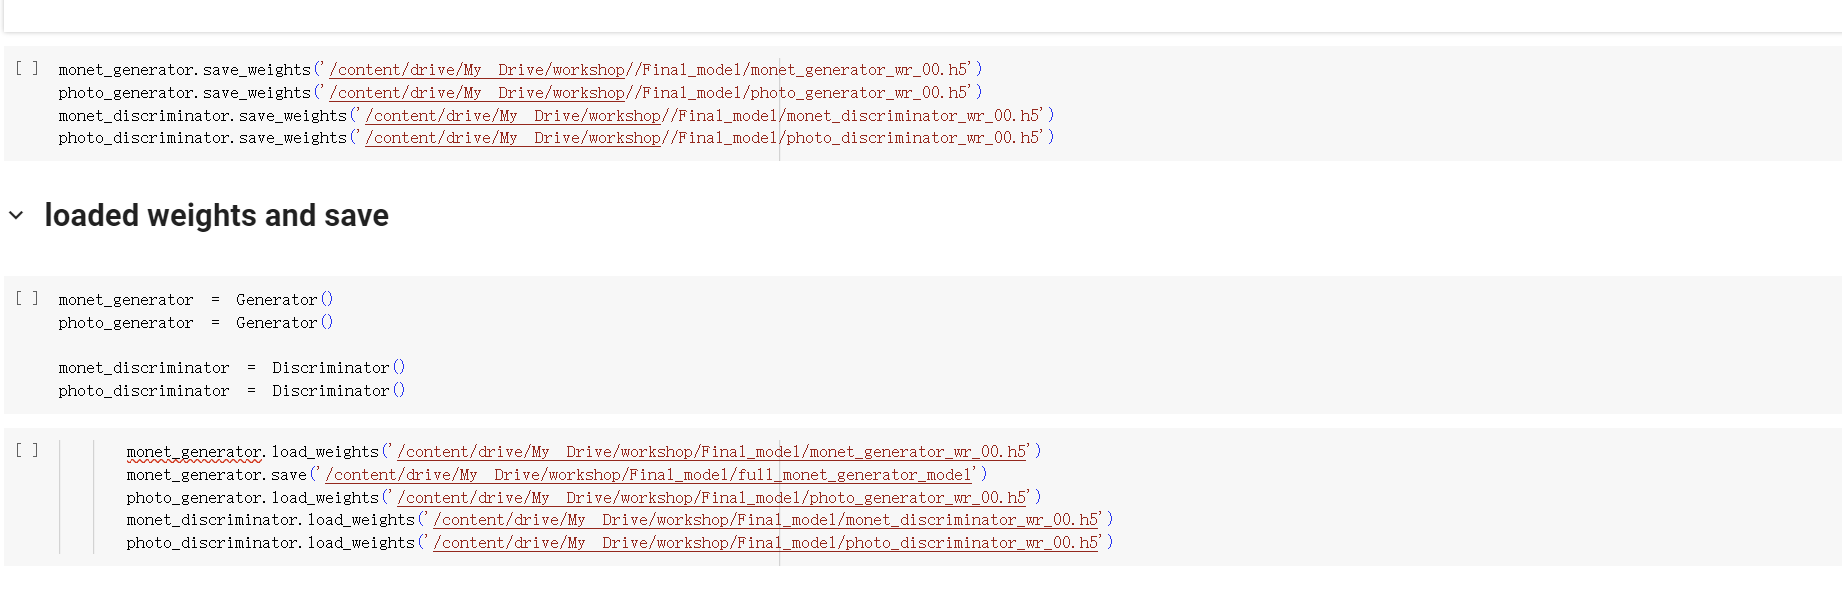 [ ] monet_generator.save_weights('/content/drive/My Drive/workshop//Final_model/monet_generator_wr_00.h5')
photo_generator.save_weights('/content/drive/My Drive/workshop//Final_model/photo_generator_wr_00.h5')
monet_discriminator.save_weights('/content/drive/My Drive/workshop//Final_model/monet_discriminator_wr_00.h5')
photo_discriminator.save_weights('/content/drive/My Drive/workshop//Final_model/photo_discriminator_wr_00.h5')
loaded weights and save
[ ] monet_generator = Generator()
photo_generator = Generator()
monet_discriminator = Discriminator()
photo_discriminator = Discriminator()
[ ] monet_generator.load_weights('/content/drive/My Drive/workshop/Final_model/monet_generator_wr_00.h5')
monet_generator.save('/content/drive/My Drive/workshop/Final_model/full_monet_generator_model')
photo_generator.load_weights('/content/drive/My Drive/workshop/Final_model/photo_generator_wr_00.h5')
monet_discriminator.load_weights('/content/drive/My Drive/workshop/Final_model/monet_discriminator_wr_00.h5')
photo_discriminator.load_weights('/content/drive/My Drive/workshop/Final_model/photo_discriminator_wr_00.h5')